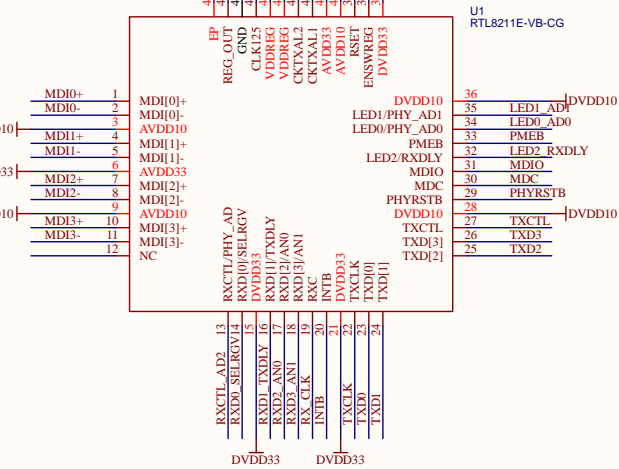 U1
RTL8211E-VB-CG
EP
REG_OUT
GND
CLK125
VDDREG
VDDREG
CKTXAL2
CKTXAL1
AVDD33
AVDD10
RSET
ENSWREG
DVDD33
MDI0+ 1 MDI[0]+
MDI0- 2 MDI[0]-
10 3 AVDD10
MDI1+ 4 MDI[1]+
MDI1- 5 MDI[1]-
33 6 AVDD33
MDI2+ 7 MDI[2]+
MDI2- 8 MDI[2]-
10 9 AVDD10
MDI3+ 10 MDI[3]+
MDI3- 11 MDI[3]-
12 NC
DVDD10 36 DVDD10
LED1/PHY_AD1 35 LED1_AD1
LED0/PHY_AD0 34 LED0_AD0
PMEB 33 PMEB
LED2/RXDLY 32 LED2_RXDLY
MDIO 31 MDIO
MDC 30 MDC
PHYRSTB 29 PHYRSTB
DVDD10 28 DVDD10
TXCTL 27 TXCTL
TXD[3] 26 TXD3
TXD[2] 25 TXD2
RXCTL/PHY_AD 13 RXCTL_AD2
RXD[0]/SELRGV 14 RXD0_SELRGV
DVDD33 15
RXD[1]/TXDLY 16 RXD1_TXDLY
RXD[2]/AN0 17 RXD2_AN0
RXD[3]/AN1 18 RXD3_AN1
RXC 19 RX_CLK
INTB 20 INTB
DVDD33 21
TXCLK 22 TXCLK
TXD[0] 23 TXD0
TXD[1] 24 TXD1
DVDD33
DVDD33